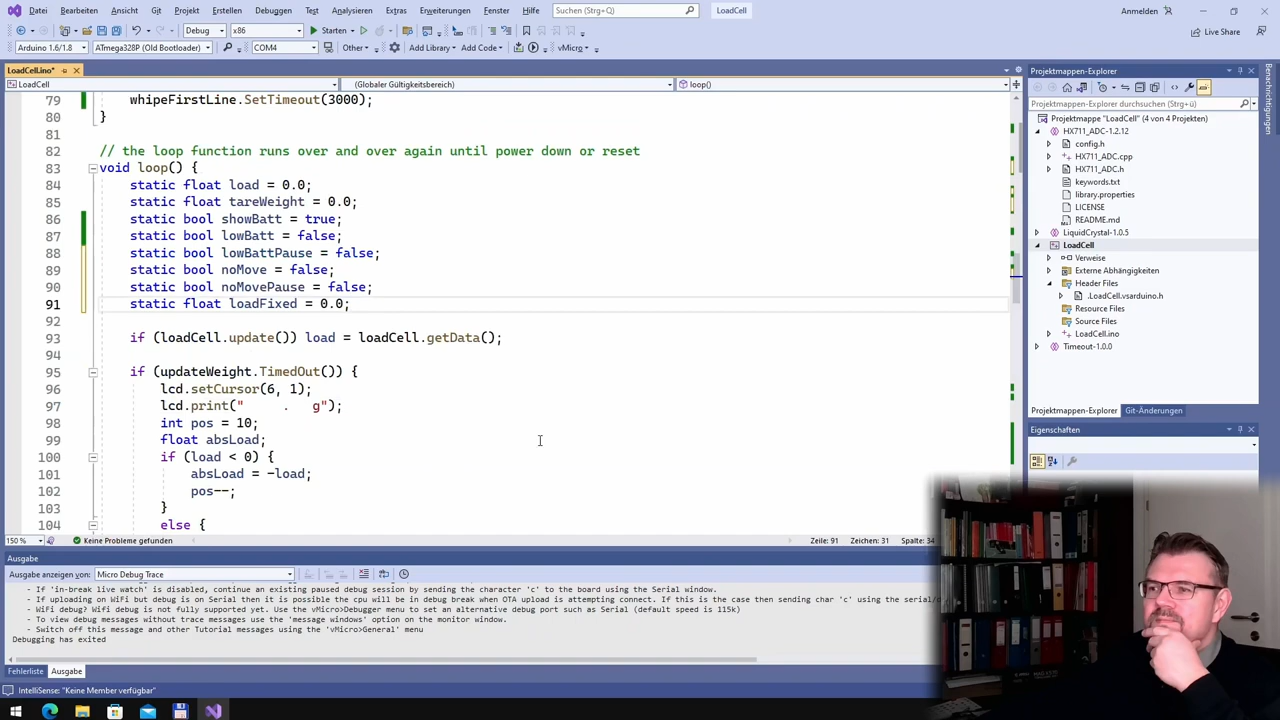 Datei Bearbeiten Ansicht Git Projekt Erstellen Debuggen Test Analysieren Extras Erweiterungen Fenster Hilfe Suchen (Strg+Q) LoadCell Anmelden
Debug x86 Starten Live Share
Arduino 1.6/1.8 ATmega328P (Old Bootloader) COM4 Other Add Library Add Code vMicro
LoadCell.ino*
LoadCell (Globaler Gültigkeitsbereich) loop()
79 whipeFirstLine.SetTimeout(3000);
80 }
81
82 // the loop function runs over and over again until power down or reset
83 void loop() {
84 static float load = 0.0;
85 static float tareWeight = 0.0;
86 static bool showBatt = true;
87 static bool lowBatt = false;
88 static bool lowBattPause = false;
89 static bool noMove = false;
90 static bool noMovePause = false;
91 static float loadFixed = 0.0;
92
93 if (loadCell.update()) load = loadCell.getData();
94
95 if (updateWeight.TimedOut()) {
96 lcd.setCursor(6, 1);
97 lcd.print("     .   g");
98 int pos = 10;
99 float absLoad;
100 if (load < 0) {
101 absLoad = -load;
102 pos--;
103 }
104 else {
150 % Keine Probleme gefunden Zeile: 91 Zeichen: 31 Spalte: 34
Ausgabe
Ausgabe anzeigen von: Micro Debug Trace
- If 'in-break live watch' is disabled, continue an existing paused debug session by sending the character 'c' to the board using the Serial window.
- If uploading on WiFi but debug is on Serial then it is possible the cpu will be in debug break when OTA upload is attempting connect. If this is the case then sending char 'c' using the serial/
- WiFi debug? Wifi debug is not fully supported yet. Use the vMicro>Debugger menu to set an alternative debug port such as Serial (default speed is 115k)
- To view debug messages without trace messages use the 'message windows' option on the monitor window.
- Switch off this message and other Tutorial messages using the 'vMicro>General' menu
Debugging has exited
Fehlerliste Ausgabe
IntelliSense: "Keine Member verfügbar"
Projektmappen-Explorer
Projektmappen-Explorer durchsuchen (Strg+ü)
Projektmappe "LoadCell" (4 von 4 Projekten)
HX711_ADC-1.2.12
config.h
HX711_ADC.cpp
HX711_ADC.h
keywords.txt
library.properties
LICENSE
README.md
LiquidCrystal-1.0.5
LoadCell
Verweise
Externe Abhängigkeiten
Header Files
.LoadCell.vsarduino.h
Resource Files
Source Files
LoadCell.ino
Timeout-1.0.0
Projektmappen-Explorer Git-Änderungen
Eigenschaften
Benachrichtigungen